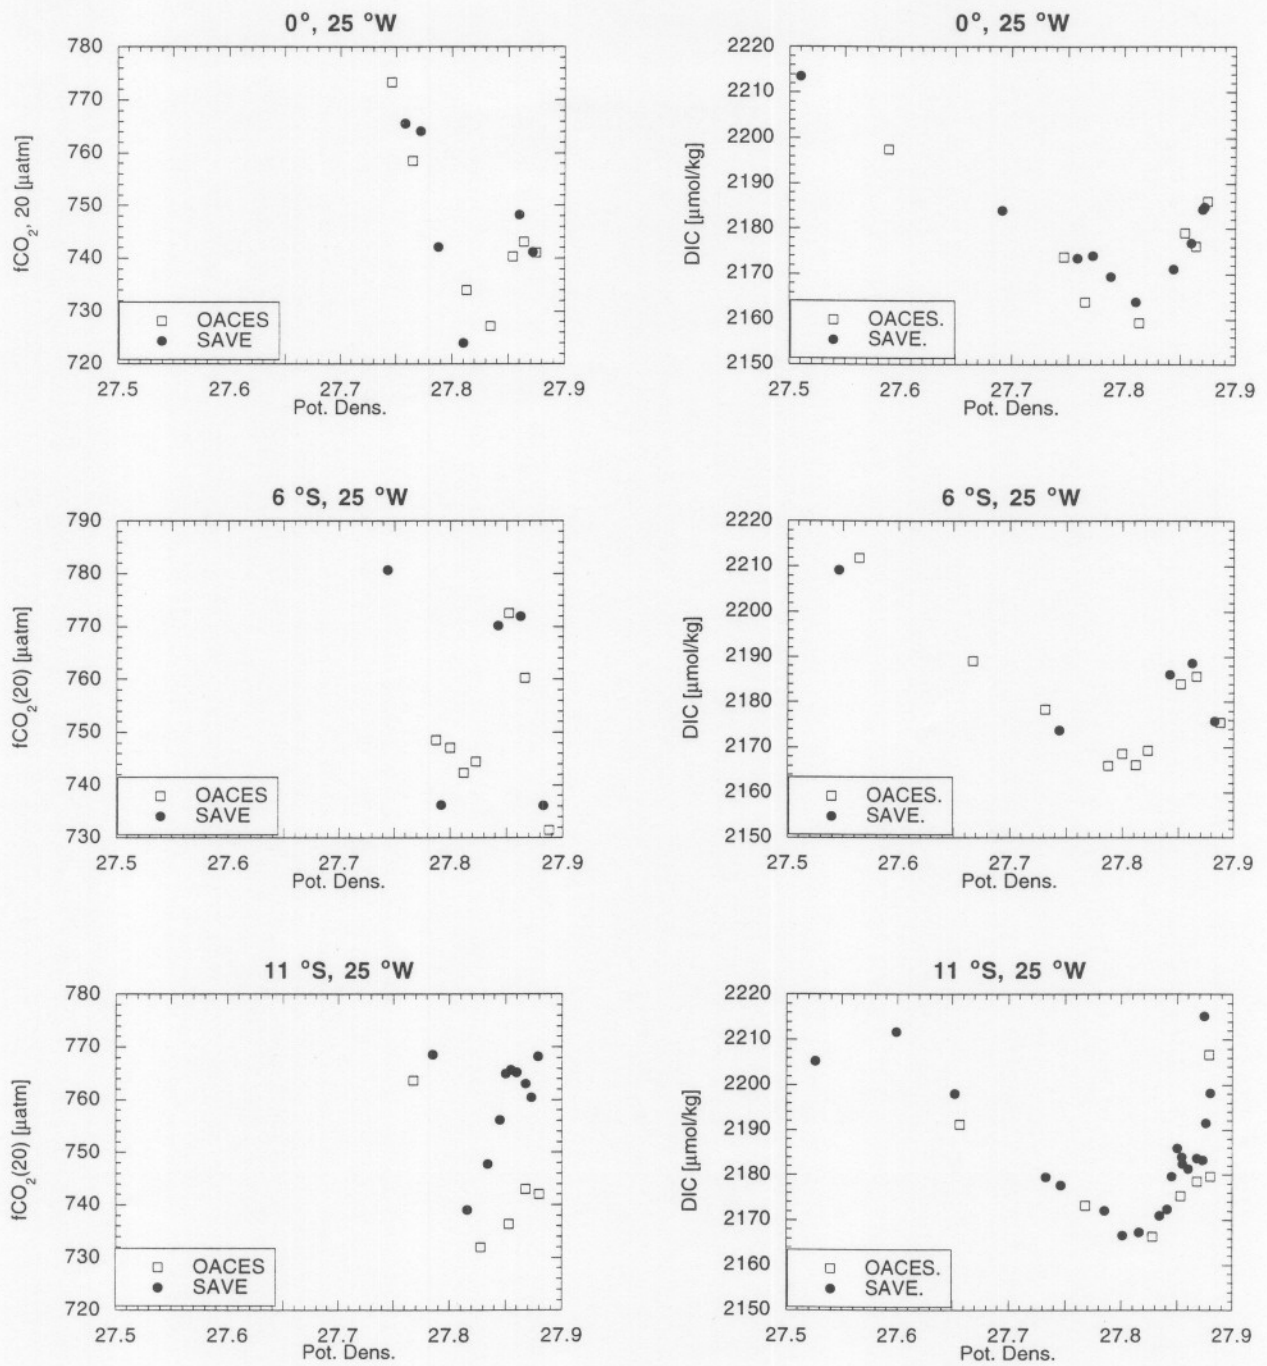 0°, 25 °W
780
770
760
750
740
730
720
fCO₂, 20 [µatm]
□ OACES
● SAVE
27.5 27.6 27.7 27.8 27.9
Pot. Dens.
0°, 25 °W
2220
2210
2200
2190
2180
2170
2160
2150
DIC [µmol/kg]
□ OACES.
● SAVE.
27.5 27.6 27.7 27.8 27.9
Pot. Dens.
6 °S, 25 °W
790
780
770
760
750
740
730
fCO₂(20) [µatm]
□ OACES
● SAVE
27.5 27.6 27.7 27.8 27.9
Pot. Dens.
6 °S, 25 °W
2220
2210
2200
2190
2180
2170
2160
2150
DIC [µmol/kg]
□ OACES.
● SAVE.
27.5 27.6 27.7 27.8 27.9
Pot. Dens.
11 °S, 25 °W
780
770
760
750
740
730
720
fCO₂(20) [µatm]
□ OACES
● SAVE
27.5 27.6 27.7 27.8 27.9
Pot. Dens.
11 °S, 25 °W
2220
2210
2200
2190
2180
2170
2160
2150
DIC [µmol/kg]
□ OACES.
● SAVE.
27.5 27.6 27.7 27.8 27.9
Pot. Dens.